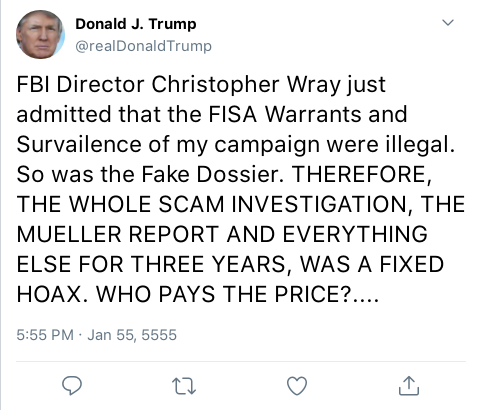 Donald J. Trump
@realDonaldTrump
FBI Director Christopher Wray just
admitted that the FISA Warrants and
Survailence of my campaign were illegal.
So was the Fake Dossier. THEREFORE,
THE WHOLE SCAM INVESTIGATION, THE
MUELLER REPORT AND EVERYTHING
ELSE FOR THREE YEARS, WAS A FIXED
HOAX. WHO PAYS THE PRICE?....
5:55 PM · Jan 55, 5555